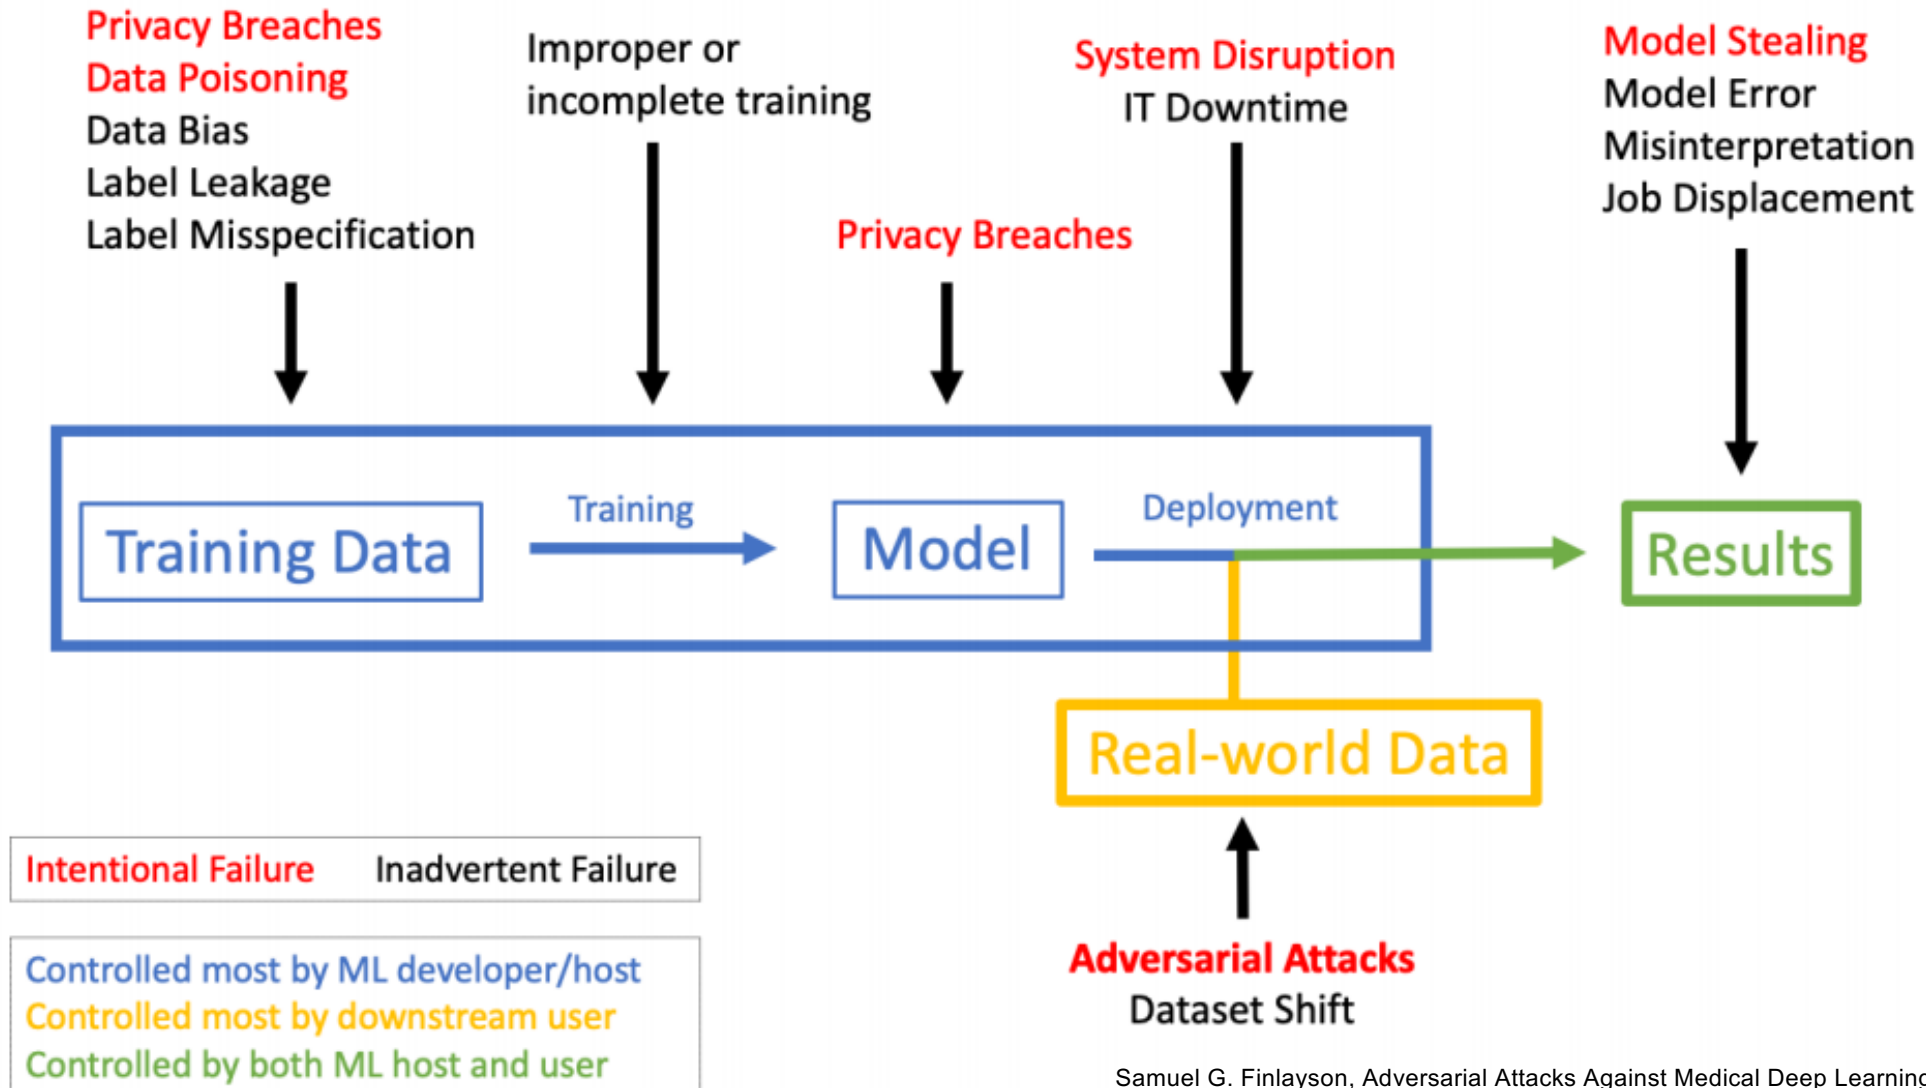 Privacy Breaches
Data Poisoning
Data Bias
Label Leakage
Label Misspecification
Improper or
incomplete training
Privacy Breaches
System Disruption
IT Downtime
Model Stealing
Model Error
Misinterpretation
Job Displacement
Training Data
Training
Model
Deployment
Results
Real-world Data
Adversarial Attacks
Dataset Shift
Intentional Failure Inadvertent Failure
Controlled most by ML developer/host
Controlled most by downstream user
Controlled by both ML host and user
Samuel G. Finlayson, Adversarial Attacks Against Medical Deep Learning